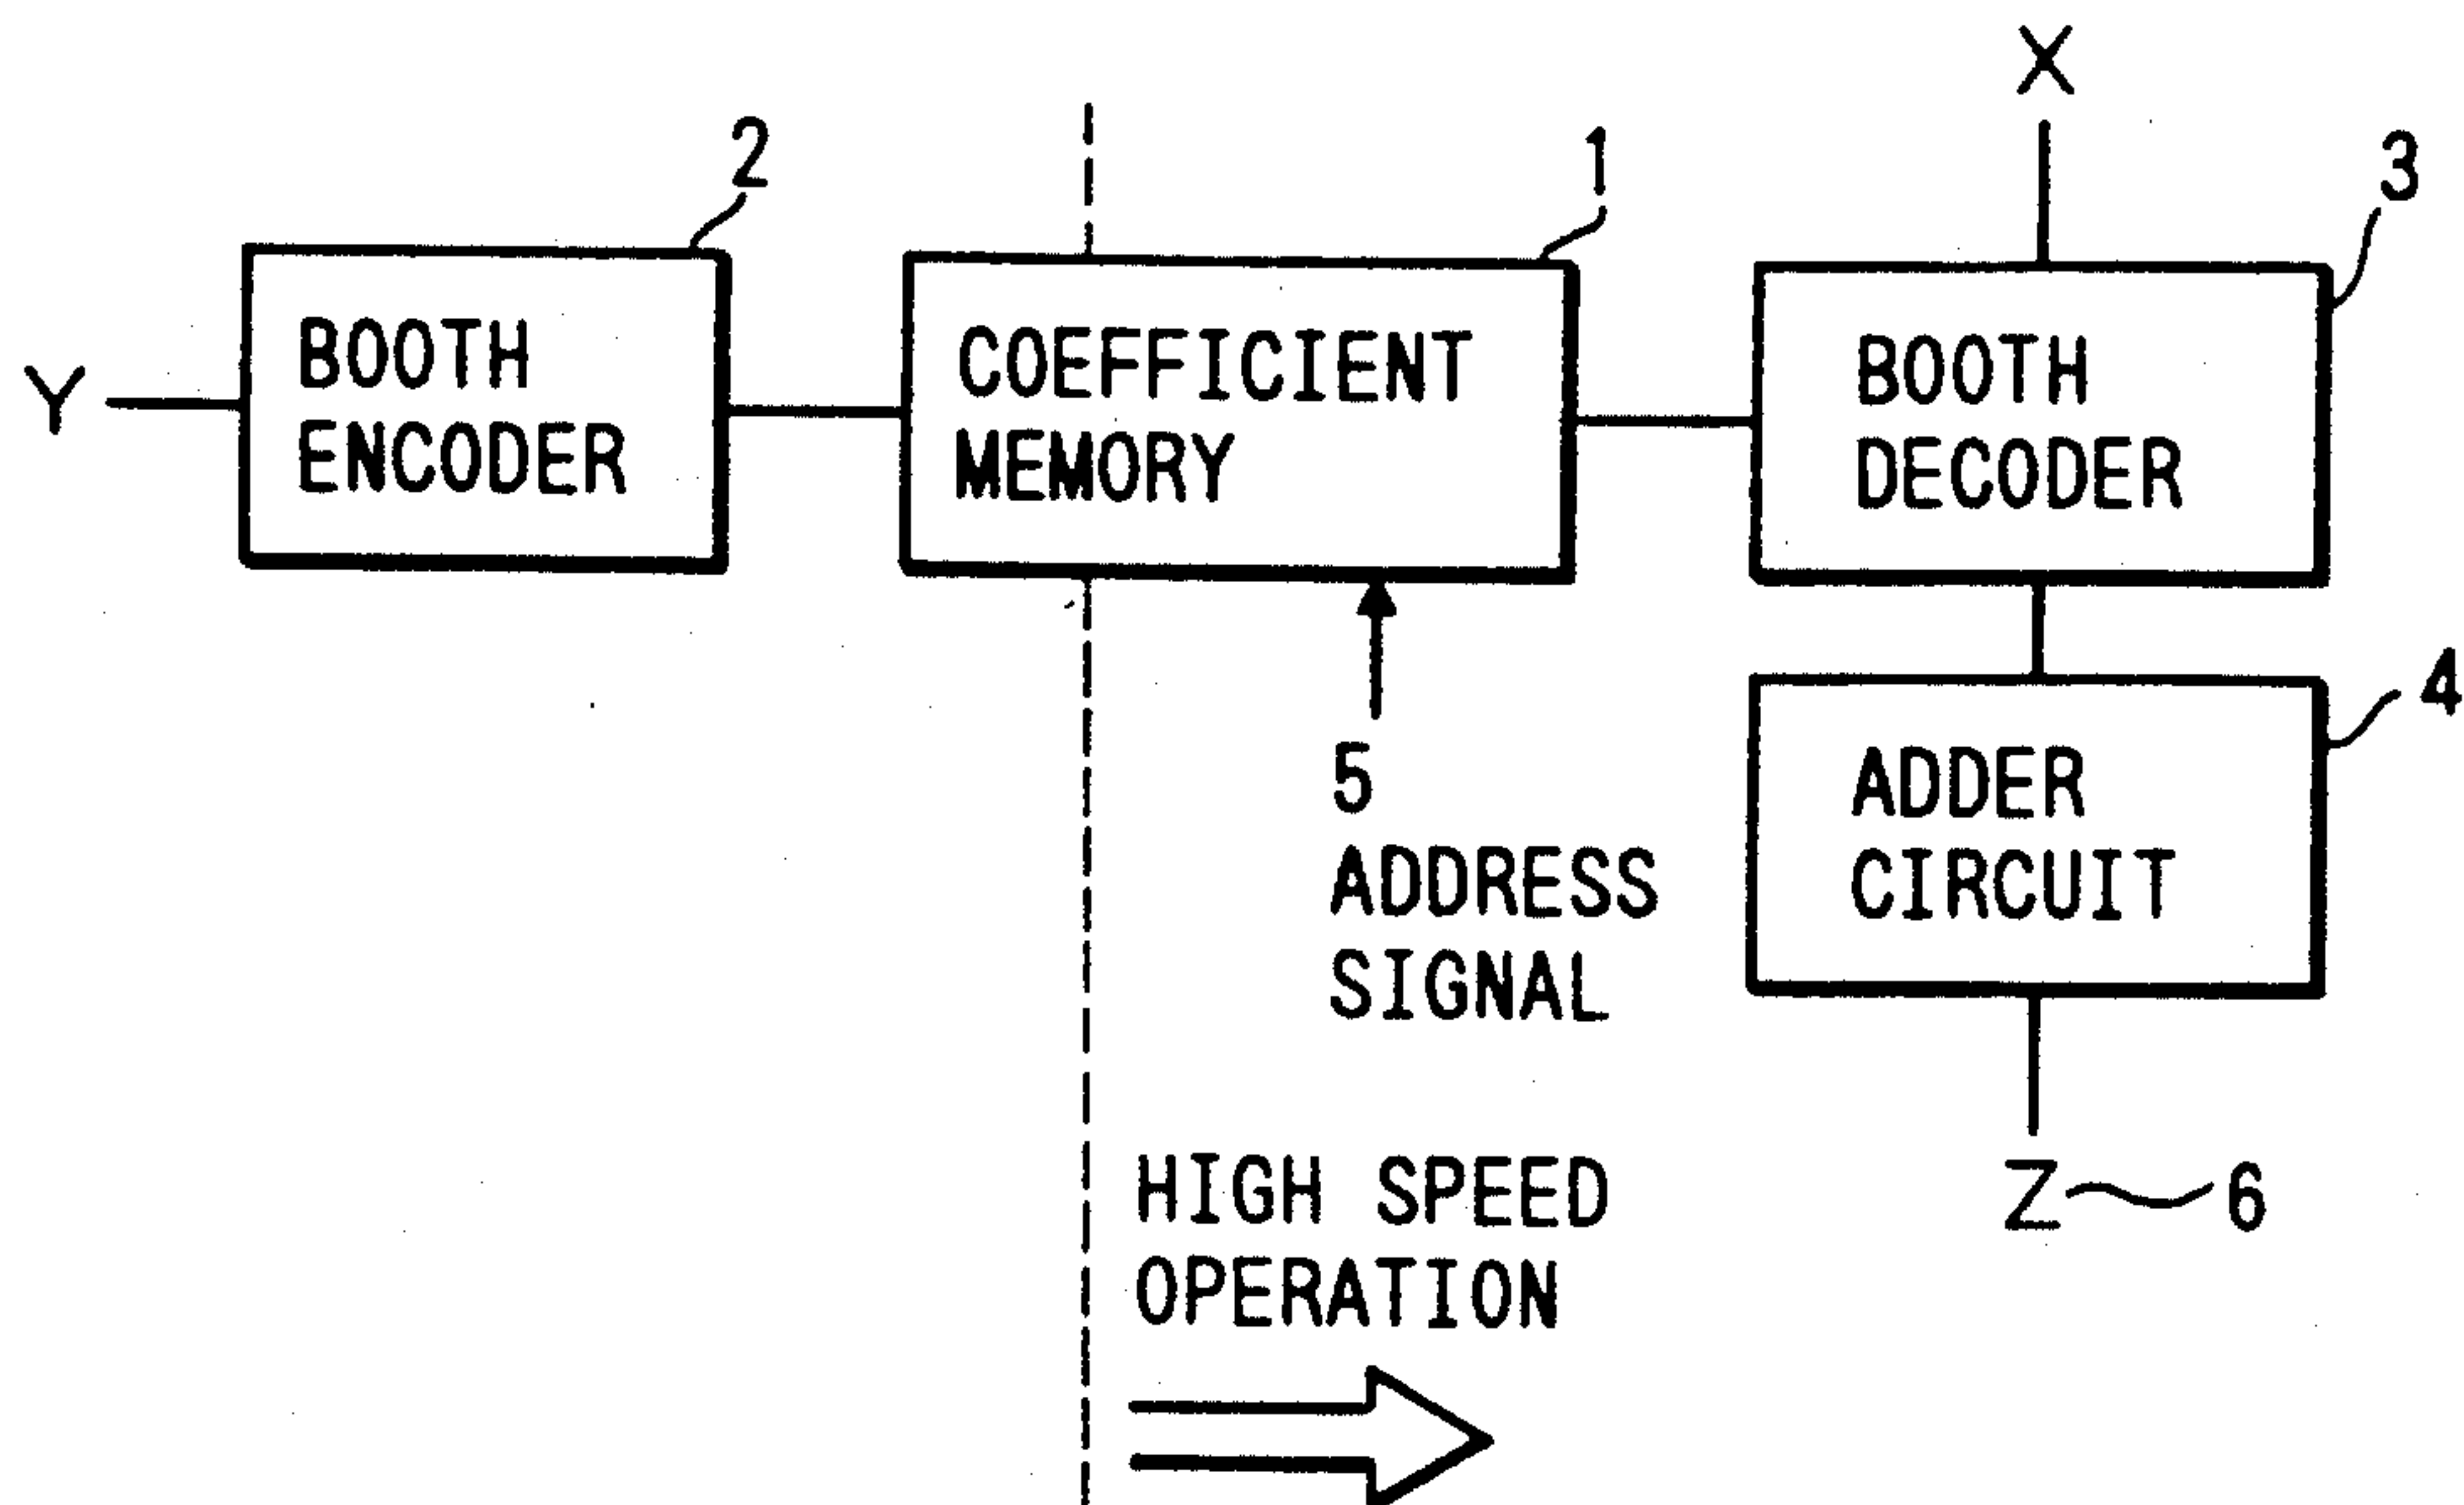 X
2
1
3
Y
BOOTH
ENCODER
COEFFICIENT
MEMORY
BOOTH
DECODER
4
5
ADDRESS
SIGNAL
ADDER
CIRCUIT
Z
6
HIGH SPEED
OPERATION